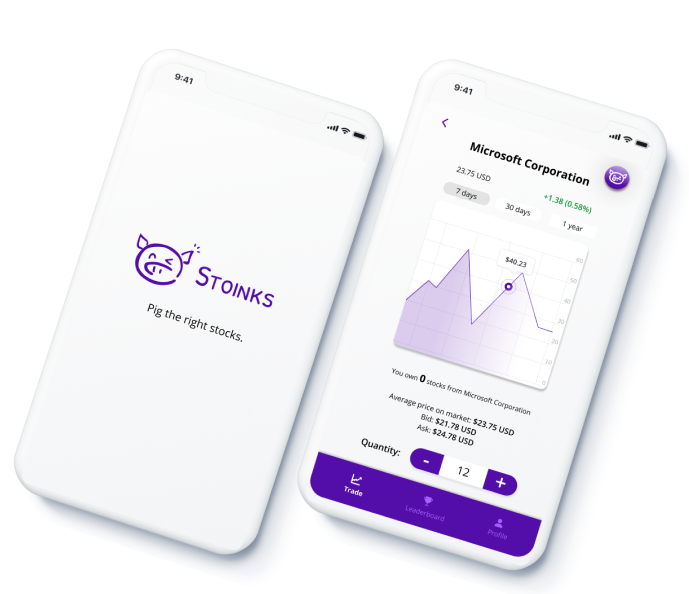 9:41
STOINKS
Pig the right stocks.
9:41
Microsoft Corporation
23.75 USD
+1.38 (0.58%)
7 days
30 days
1 year
$40,23
60
50
40
30
20
10
0
You own 0 stocks from Microsoft Corporation
Average price on market: $23.75 USD
Bid: $21.78 USD
Ask: $24.78 USD
Quantity:
-
12
+
Trade
Leaderboard
Profile